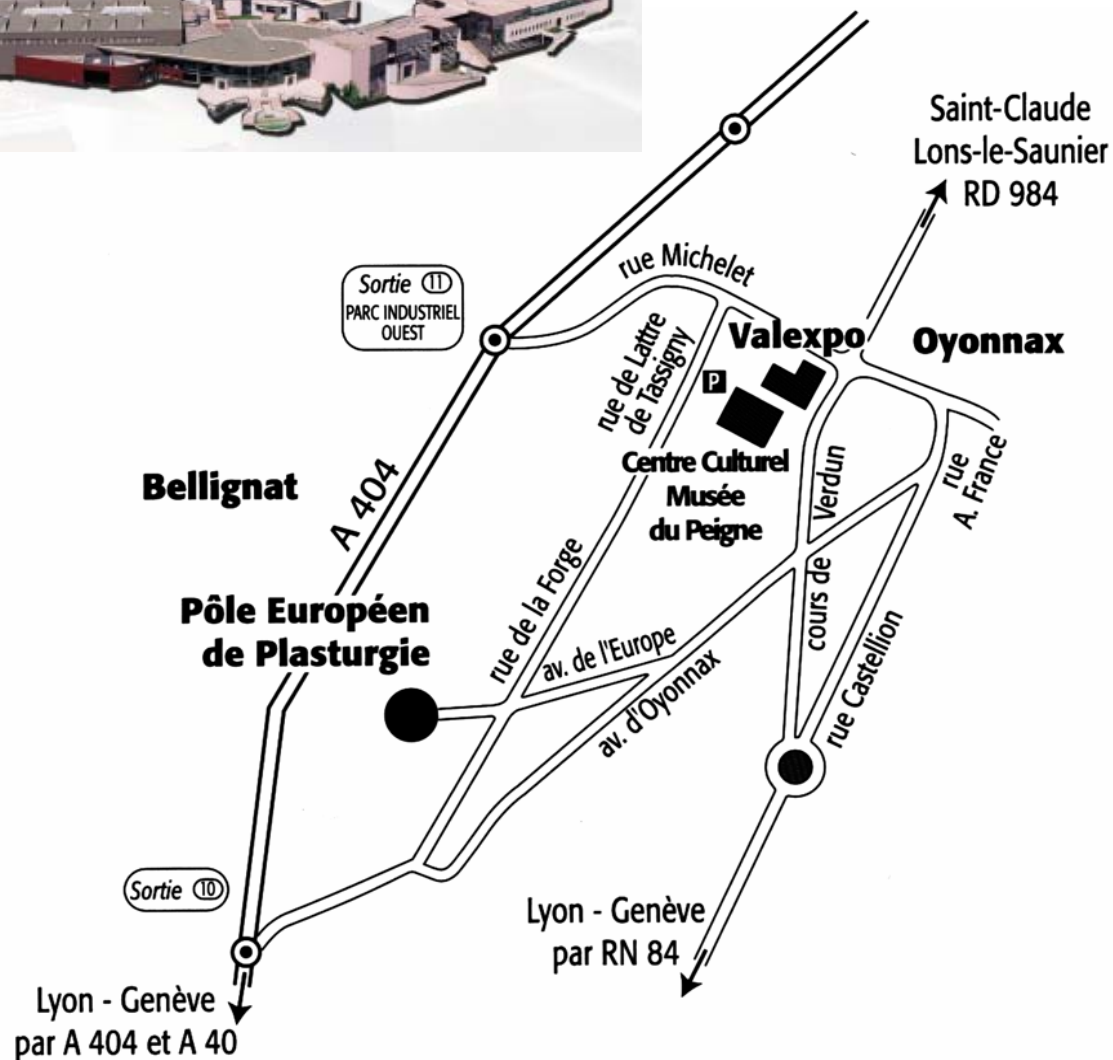 Saint-Claude
Lons-le-Saunier
RD 984
rue Michelet
Sortie 11
PARC INDUSTRIEL
OUEST
rue de Lattre
de Tassigny
Valexpo
Oyonnax
P
Centre Culturel
Musée
du Peigne
Verdun
rue
A. France
Bellignat
A 404
Pôle Européen
de Plasturgie
rue de la Forge
av. de l'Europe
cours de
av. d'Oyonnax
rue Castellion
Sortie 10
Lyon - Genève
par RN 84
Lyon - Genève
par A 404 et A 40